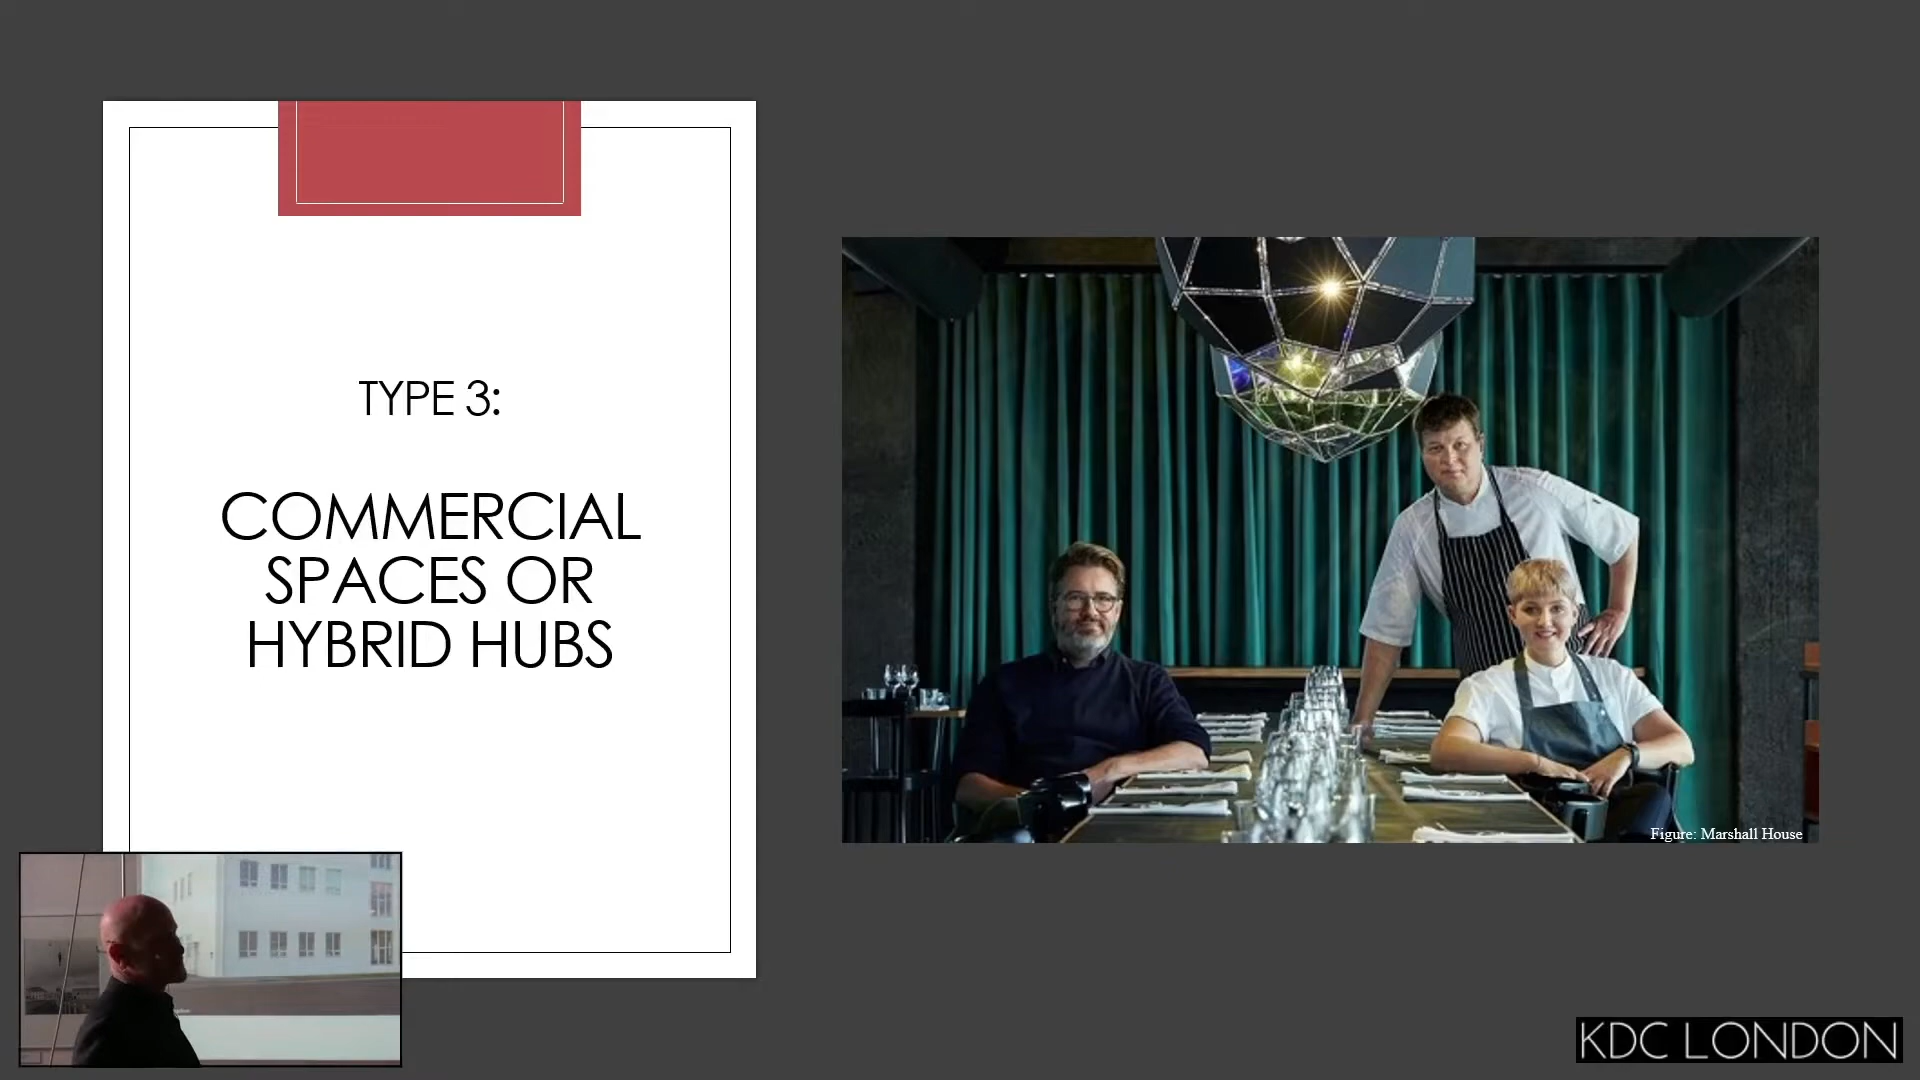 TYPE 3:
COMMERCIAL
SPACES OR
HYBRID HUBS
Figure: Marshall House
KDC LONDON